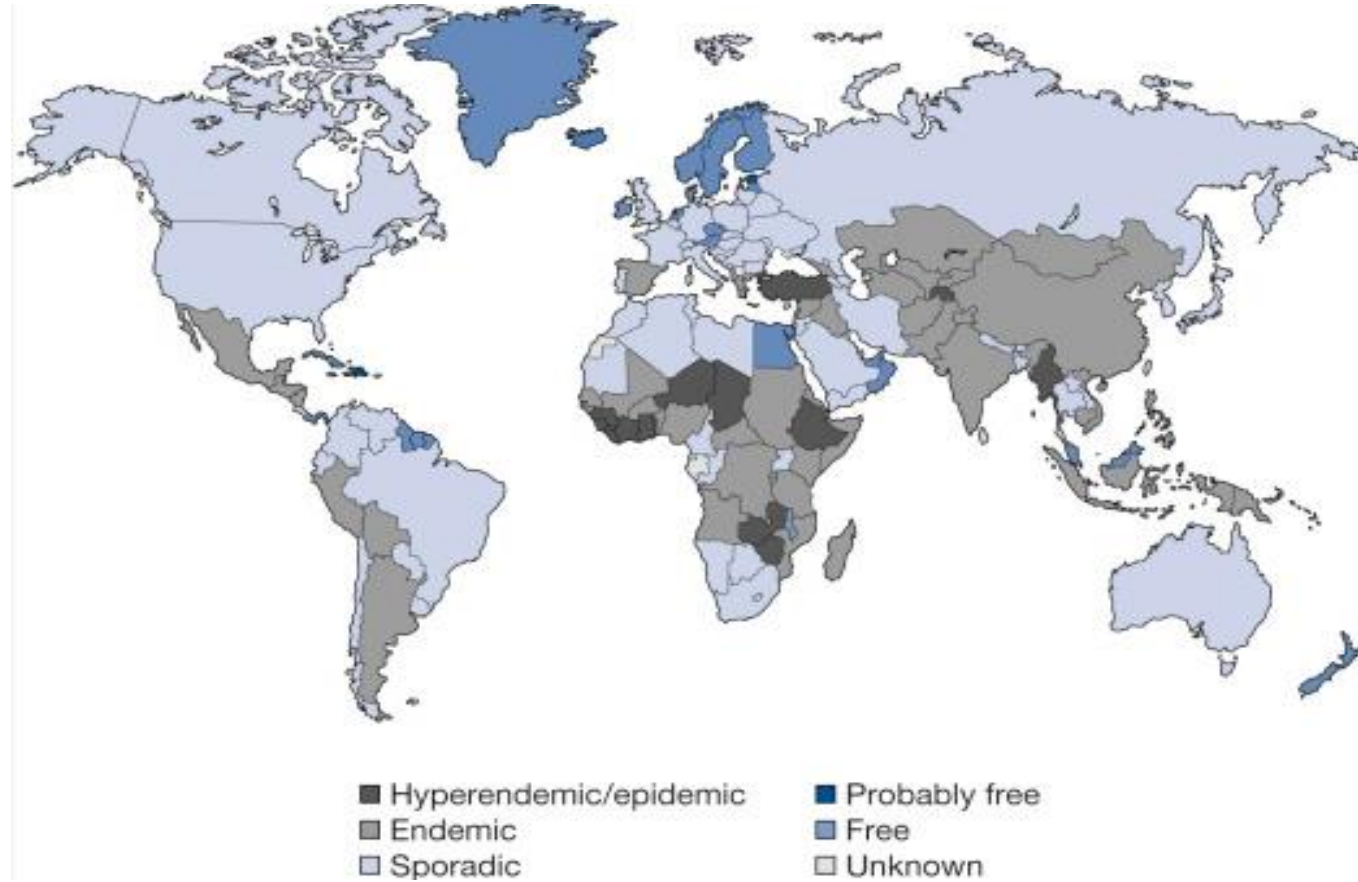 Hyperendemic/epidemic
Endemic
Sporadic
Probably free
Free
Unknown